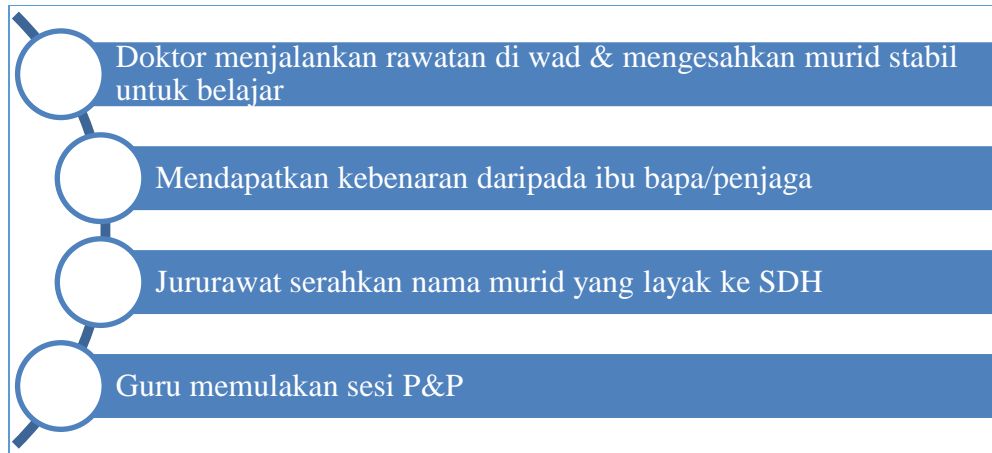 Doktor menjalankan rawatan di wad & mengesahkan murid stabil
untuk belajar
Mendapatkan kebenaran daripada ibu bapa/penjaga
Jururawat serahkan nama murid yang layak ke SDH
Guru memulakan sesi P&P